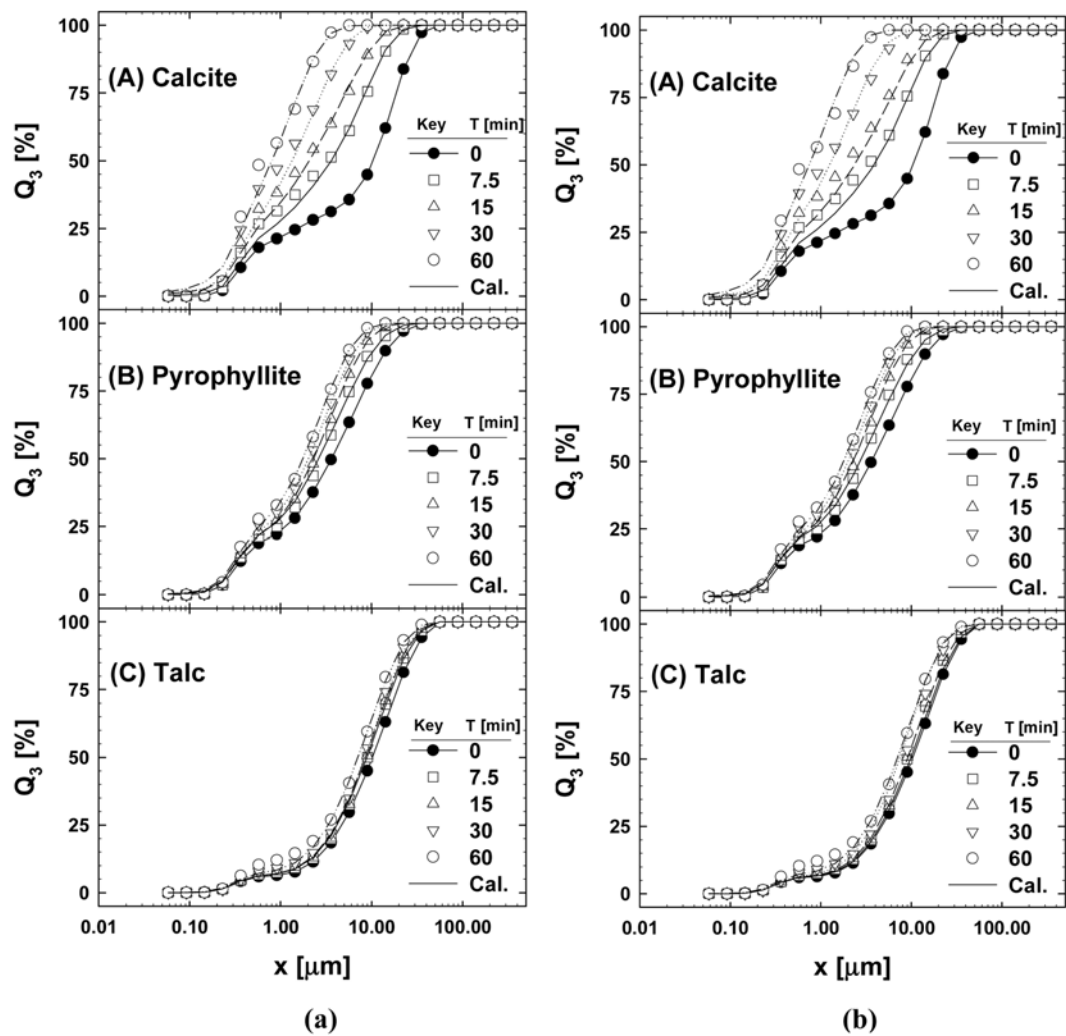 (A) Calcite
Q3 [%]
100
75
50
25
0
Key T [min]
0
7.5
15
30
60
Cal.
(B) Pyrophyllite
Q3 [%]
100
75
50
25
0
Key T [min]
0
7.5
15
30
60
Cal.
(C) Talc
Q3 [%]
100
75
50
25
0
Key T [min]
0
7.5
15
30
60
Cal.
0.01 0.10 1.00 10.00 100.00
x [μm]
(a)
(A) Calcite
Q3 [%]
100
75
50
25
0
Key T [min]
0
7.5
15
30
60
Cal.
(B) Pyrophyllite
Q3 [%]
100
75
50
25
0
Key T [min]
0
7.5
15
30
60
Cal.
(C) Talc
Q3 [%]
100
75
50
25
0
Key T [min]
0
7.5
15
30
60
Cal.
0.01 0.10 1.00 10.00 100.00
x [μm]
(b)